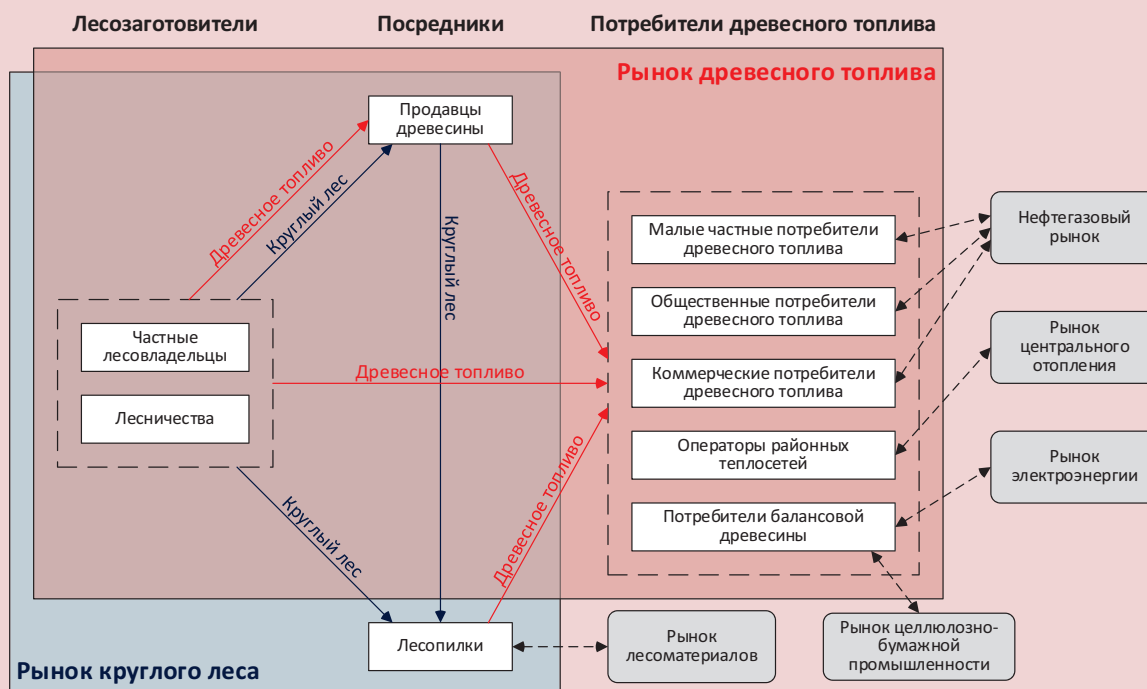 Лесозаготовители
Посредники
Потребители древесного топлива
Рынок древесного топлива
Продавцы
древесины
Древесное топливо
Круглый лес
Круглый лес
Древесное топливо
Малые частные потребители
древесного топлива
Нефтегазовый
рынок
Общественные потребители
древесного топлива
Частные
лесовладельцы
Рынок
центрального
отопления
Древесное топливо
Коммерческие потребители
древесного топлива
Лесничества
Операторы районных
теплосетей
Рынок
электроэнергии
Круглый лес
Древесное топливо
Потребители балансовой
древесины
Лесопилки
Рынок
лесоматериалов
Рынок целлюлозно-
бумажной
промышленности
Рынок круглого леса